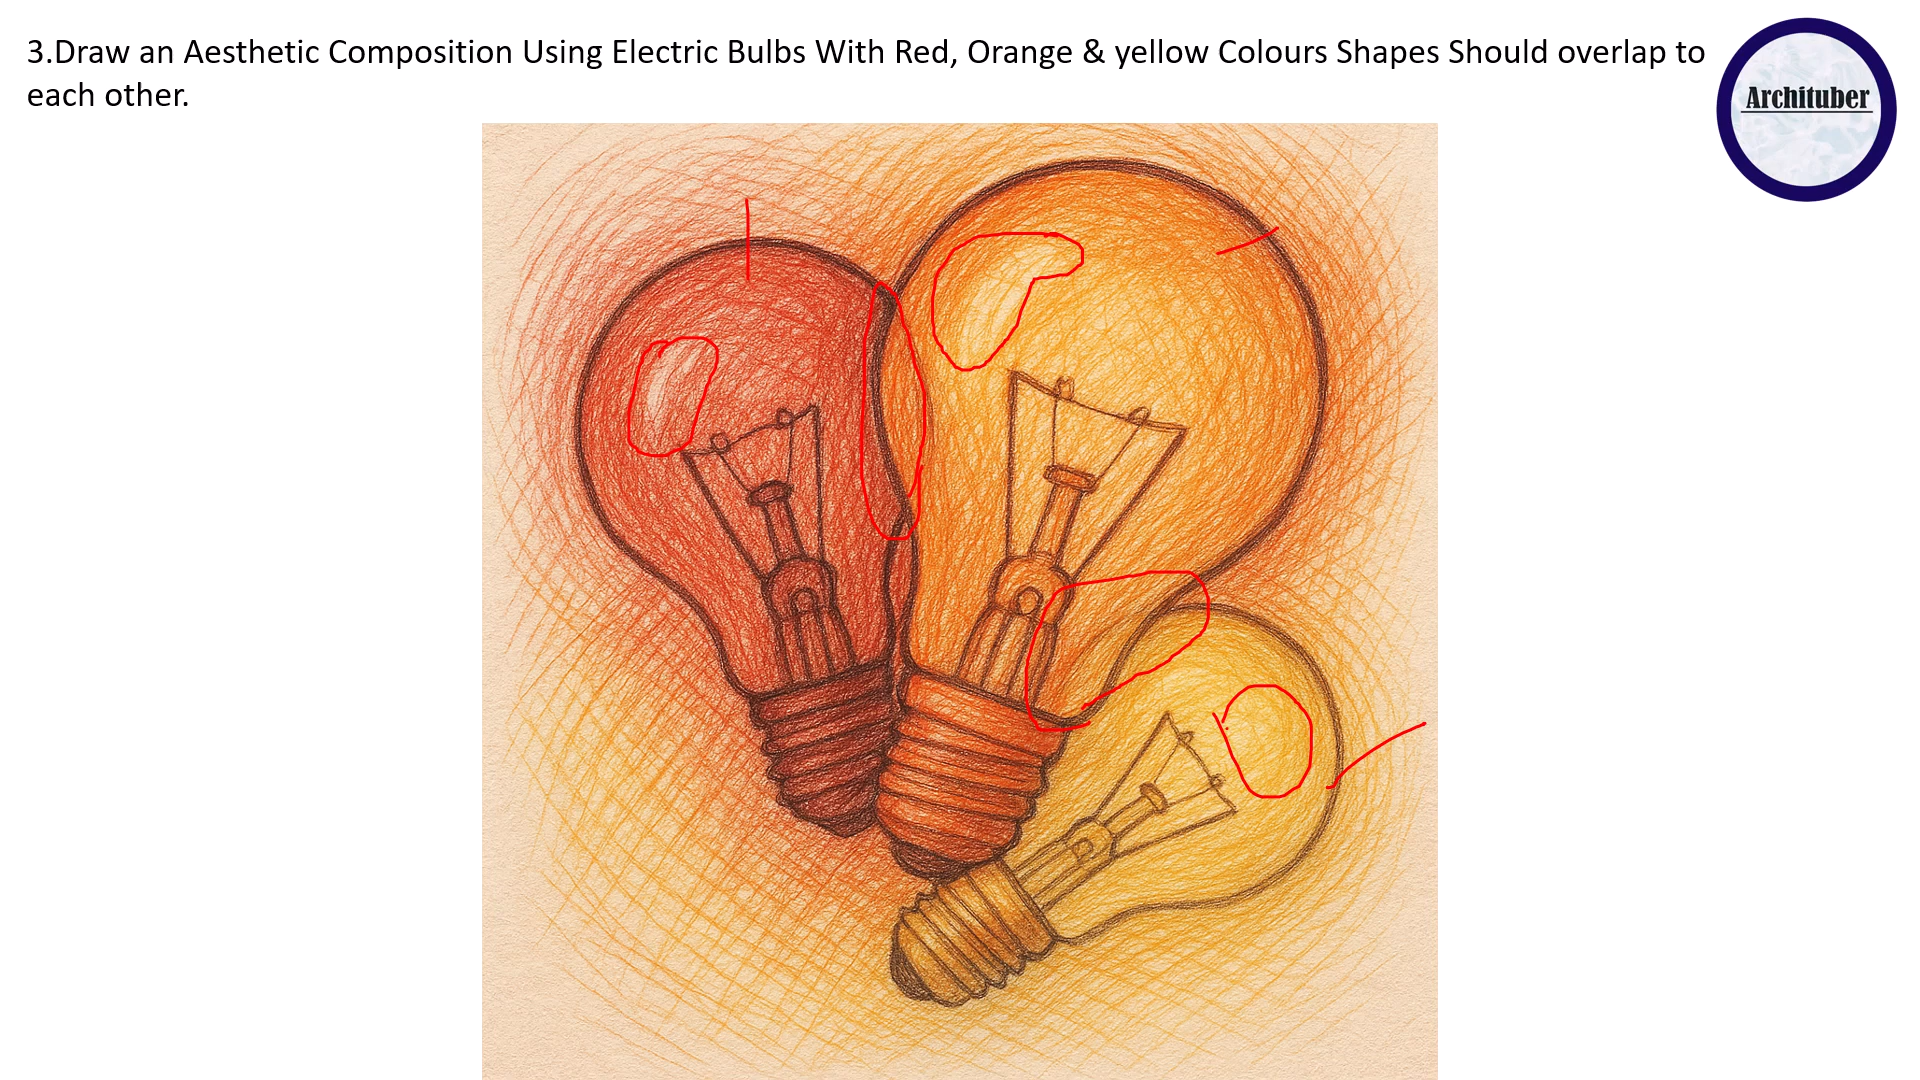 3.Draw an Aesthetic Composition Using Electric Bulbs With Red, Orange & yellow Colours Shapes Should overlap to
each other.
Archituber